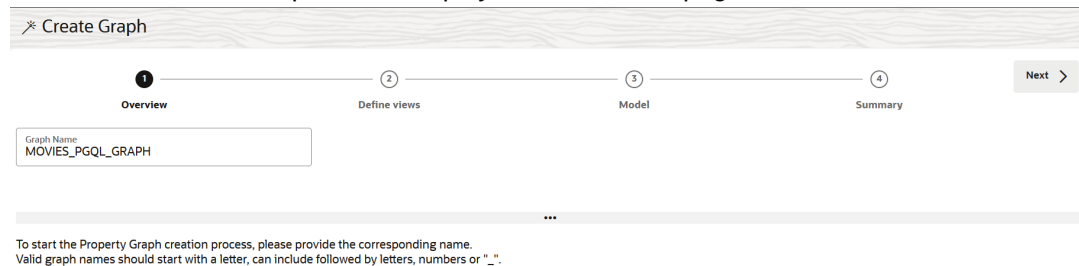 Create Graph
1
2
3
4
Next
Overview
Define views
Model
Summary
Graph Name
MOVIES_PGQL_GRAPH
To start the Property Graph creation process, please provide the corresponding name.
Valid graph names should start with a letter, can include followed by letters, numbers or "_".